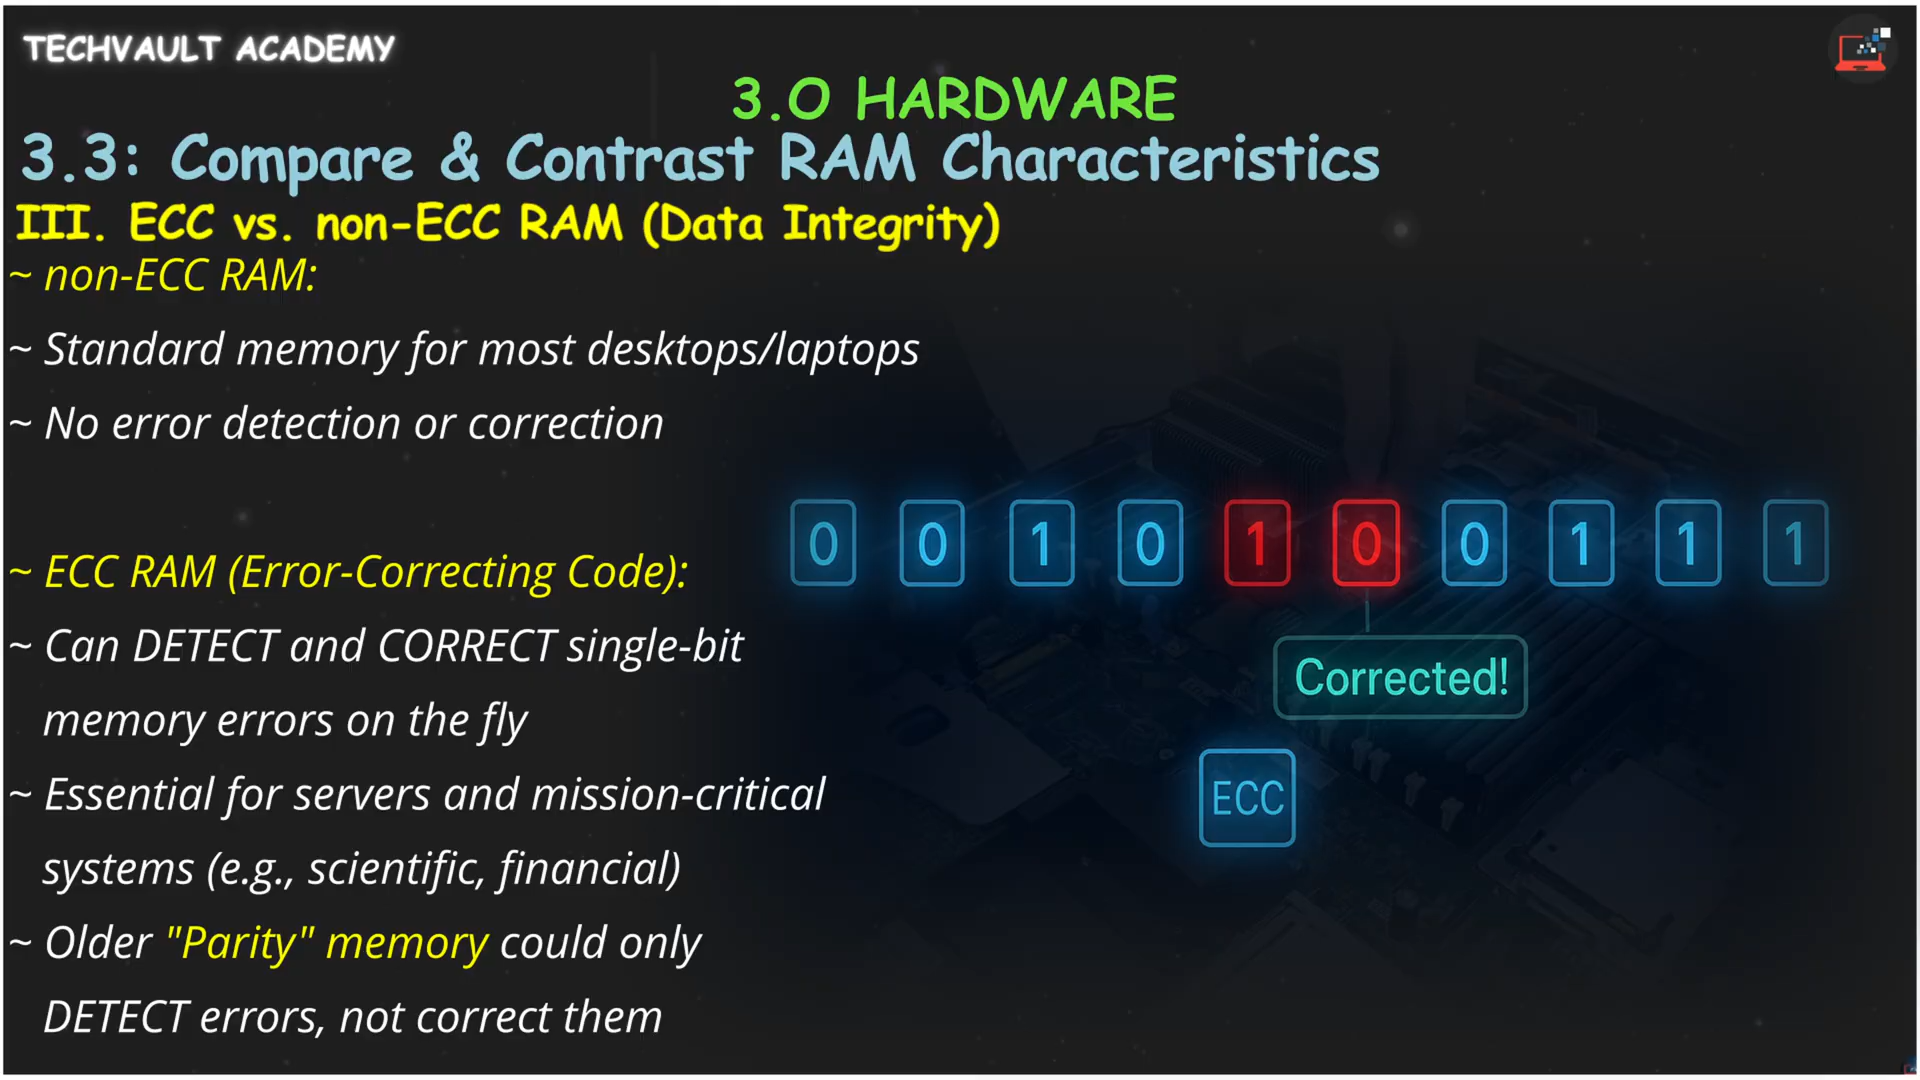 TECHVAULT ACADEMY
3.0 HARDWARE
3.3: Compare & Contrast RAM Characteristics
III. ECC vs. non-ECC RAM (Data Integrity)
~ non-ECC RAM:
~ Standard memory for most desktops/laptops
~ No error detection or correction
0 0 1 0 1 0 0 1 1 1
~ ECC RAM (Error-Correcting Code):
~ Can DETECT and CORRECT single-bit
memory errors on the fly
Corrected!
~ Essential for servers and mission-critical
ECC
systems (e.g., scientific, financial)
~ Older "Parity" memory could only
DETECT errors, not correct them